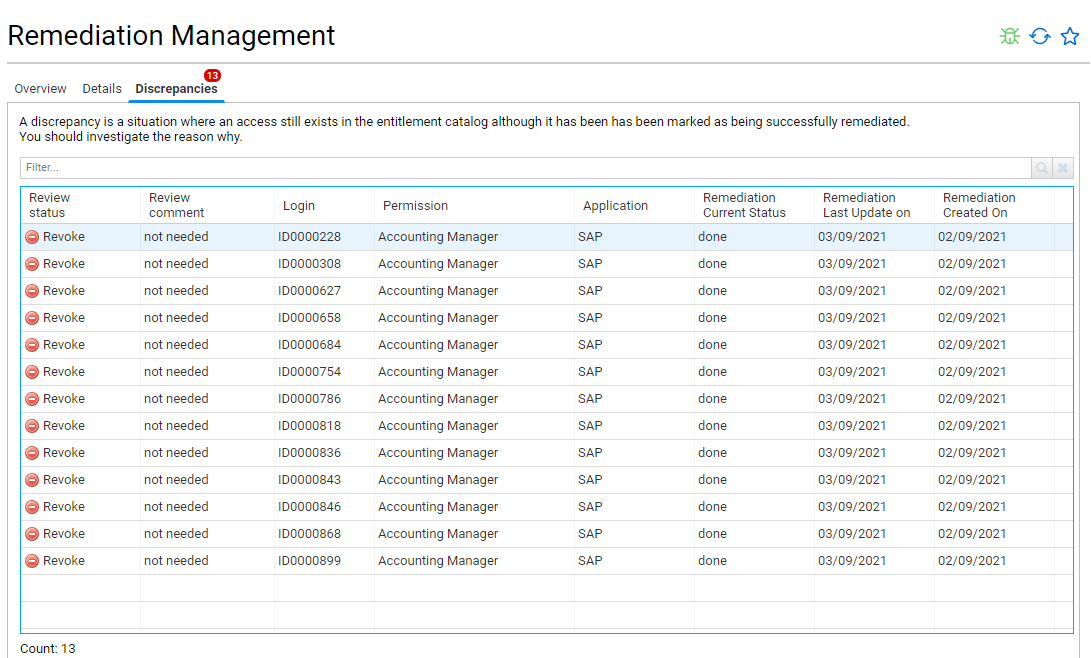 Remediation Management
13
Overview Details Discrepancies
A discrepancy is a situation where an access still exists in the entitlement catalog although it has been has been marked as being successfully remediated.
You should investigate the reason why.
Filter...
Review status Review comment Login Permission Application Remediation Current Status Remediation Last Update on Remediation Created On
Revoke not needed ID0000228 Accounting Manager SAP done 03/09/2021 02/09/2021
Revoke not needed ID0000308 Accounting Manager SAP done 03/09/2021 02/09/2021
Revoke not needed ID0000627 Accounting Manager SAP done 03/09/2021 02/09/2021
Revoke not needed ID0000658 Accounting Manager SAP done 03/09/2021 02/09/2021
Revoke not needed ID0000684 Accounting Manager SAP done 03/09/2021 02/09/2021
Revoke not needed ID0000754 Accounting Manager SAP done 03/09/2021 02/09/2021
Revoke not needed ID0000786 Accounting Manager SAP done 03/09/2021 02/09/2021
Revoke not needed ID0000818 Accounting Manager SAP done 03/09/2021 02/09/2021
Revoke not needed ID0000836 Accounting Manager SAP done 03/09/2021 02/09/2021
Revoke not needed ID0000843 Accounting Manager SAP done 03/09/2021 02/09/2021
Revoke not needed ID0000846 Accounting Manager SAP done 03/09/2021 02/09/2021
Revoke not needed ID0000868 Accounting Manager SAP done 03/09/2021 02/09/2021
Revoke not needed ID0000899 Accounting Manager SAP done 03/09/2021 02/09/2021
Count: 13